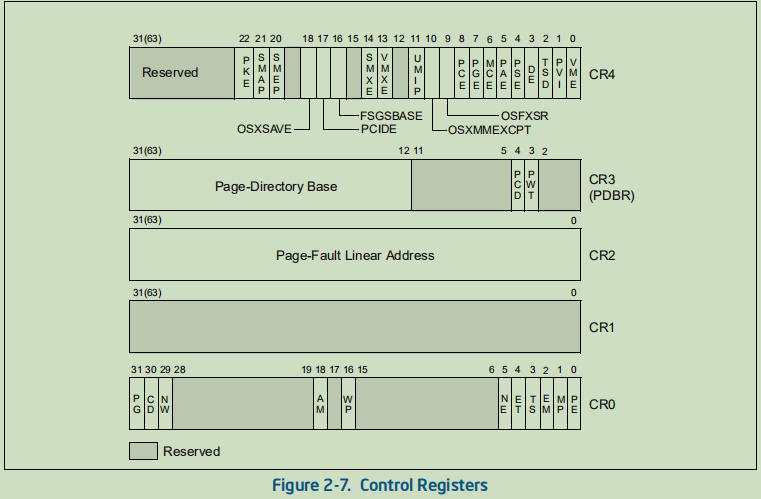 31(63) 22 21 20 18 17 16 15 14 13 12 11 10 9 8 7 6 5 4 3 2 1 0
Reserved PKE SMAP SMEP SMXE VMXE UMIP PCE PGE MCE PAE PSE DE TSD PVI VME CR4
FSGSBASE OSFXSR
OSXSAVE PCIDE OSXMMEXCPT
31(63) 12 11 5 4 3 2
Page-Directory Base PCD PWT CR3
(PDBR)
31(63) 0
Page-Fault Linear Address CR2
31(63) 0
CR1
31 30 29 28 19 18 17 16 15 6 5 4 3 2 1 0
PG CD NW AM WP NE ET TS EM MP PE CR0
Reserved
Figure 2-7. Control Registers